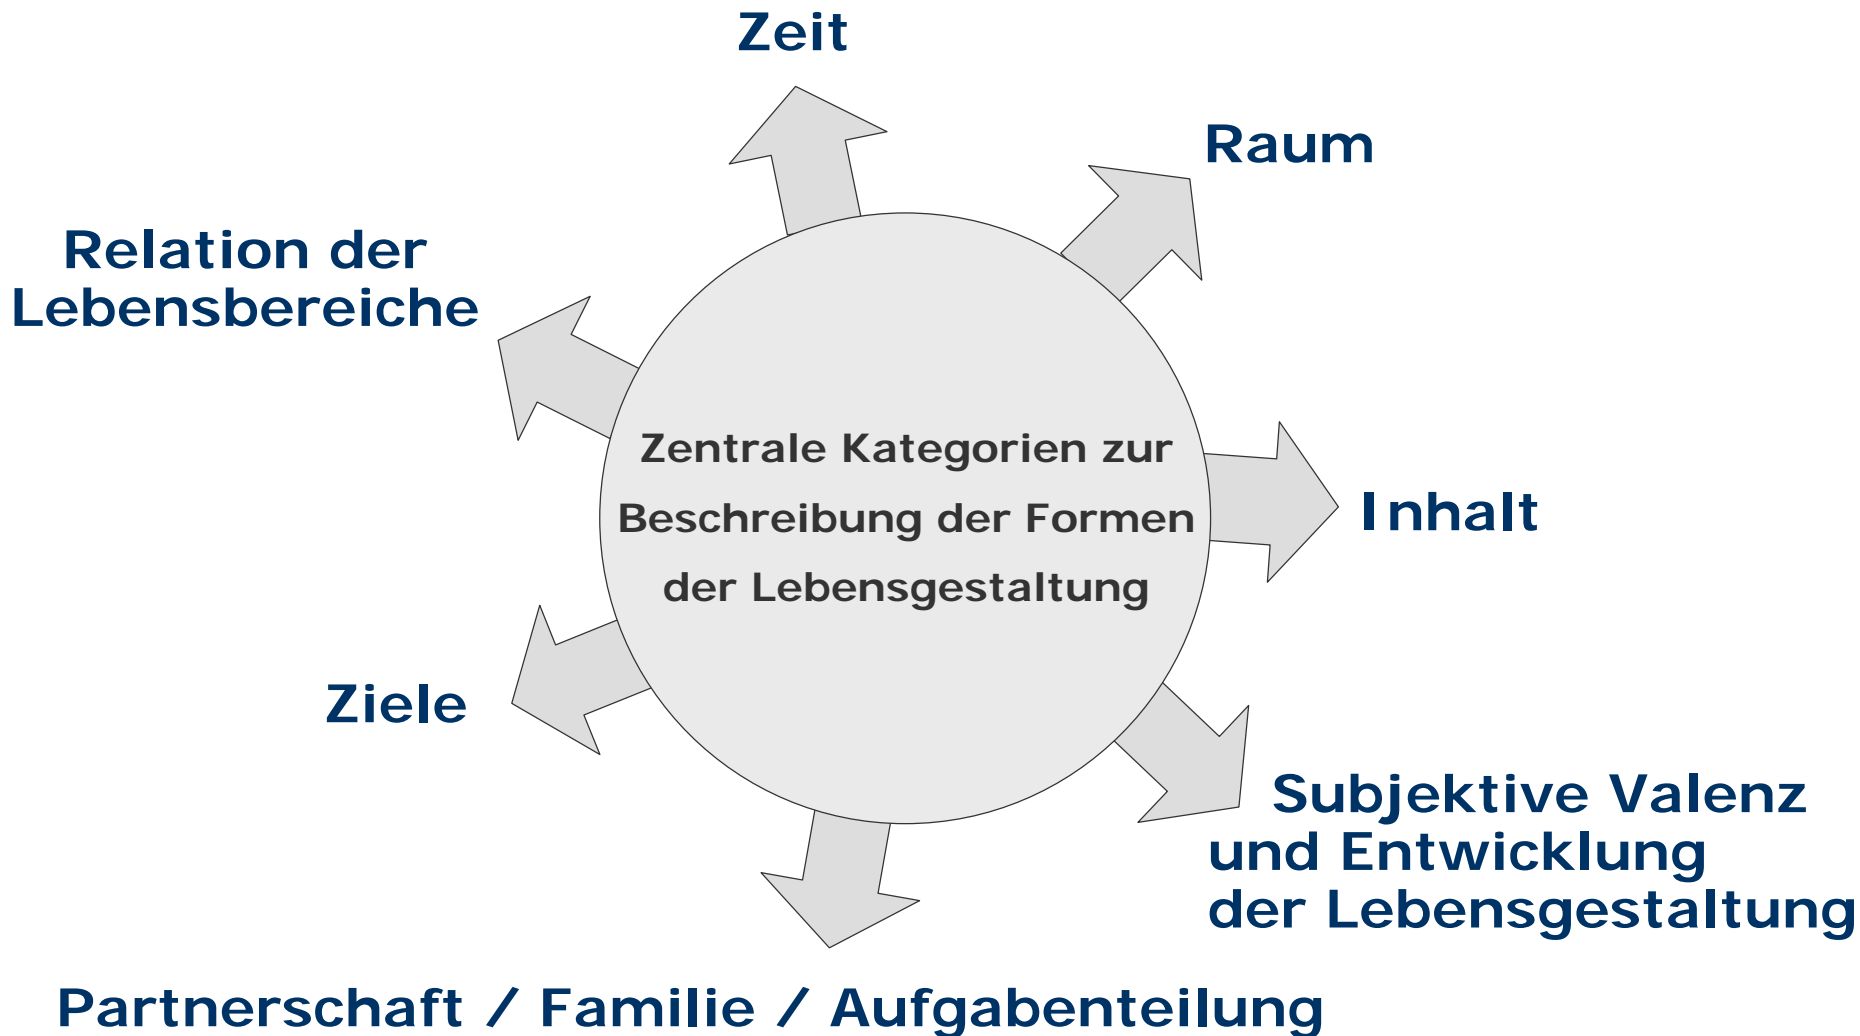 Zeit
Raum
Relation der
Lebensbereiche
Zentrale Kategorien zur
Beschreibung der Formen
der Lebensgestaltung
Inhalt
Ziele
Subjektive Valenz
und Entwicklung
der Lebensgestaltung
Partnerschaft / Familie / Aufgabenteilung